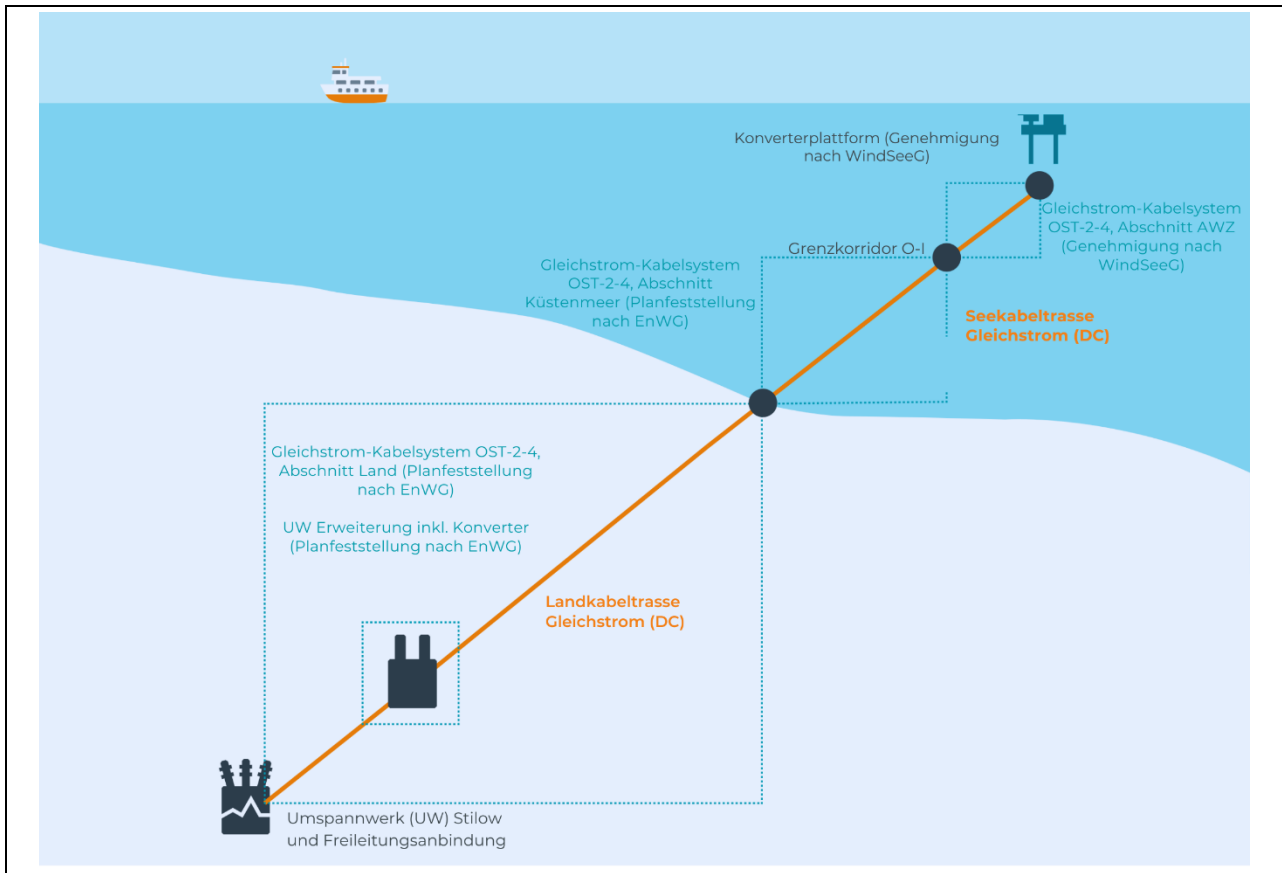 Konverterplattform (Genehmigung
nach WindSeeG)
Gleichstrom-Kabelsystem
OST-2-4, Abschnitt AWZ
(Genehmigung nach
WindSeeG)
Grenzkorridor O-I
Gleichstrom-Kabelsystem
OST-2-4, Abschnitt
Küstenmeer (Planfeststellung
nach EnWG)
Seekabeltrasse
Gleichstrom (DC)
Gleichstrom-Kabelsystem OST-2-4,
Abschnitt Land (Planfeststellung
nach EnWG)
UW Erweiterung inkl. Konverter
(Planfeststellung nach EnWG)
Landkabeltrasse
Gleichstrom (DC)
Umspannwerk (UW) Stilow
und Freileitungsanbindung